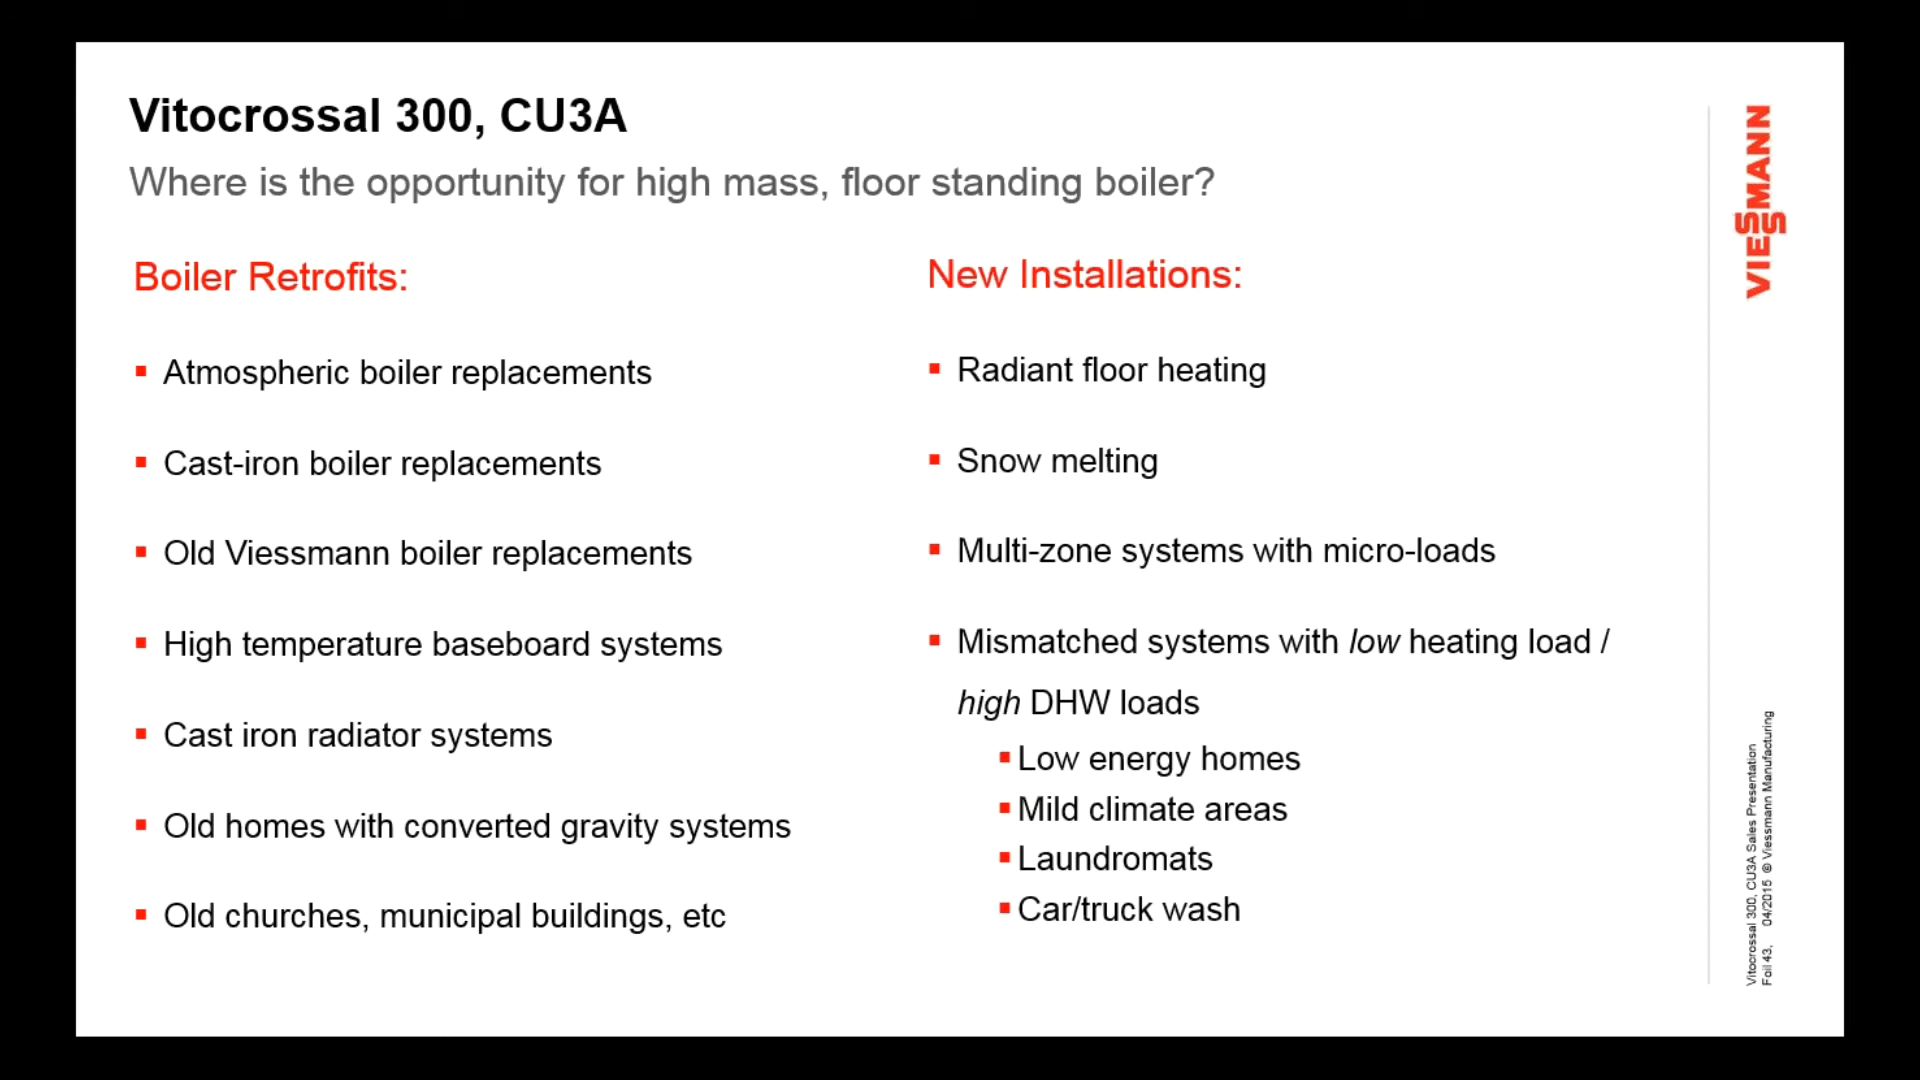 Vitocrossal 300, CU3A
Where is the opportunity for high mass, floor standing boiler?
Boiler Retrofits:
Atmospheric boiler replacements
Cast-iron boiler replacements
Old Viessmann boiler replacements
High temperature baseboard systems
Cast iron radiator systems
Old homes with converted gravity systems
Old churches, municipal buildings, etc
New Installations:
Radiant floor heating
Snow melting
Multi-zone systems with micro-loads
Mismatched systems with low heating load /
high DHW loads
Low energy homes
Mild climate areas
Laundromats
Car/truck wash
VIESSMANN
Vitocrossal 300, CU3A Sales Presentation
Foil 43, 04/2015 © Viessmann Manufacturing